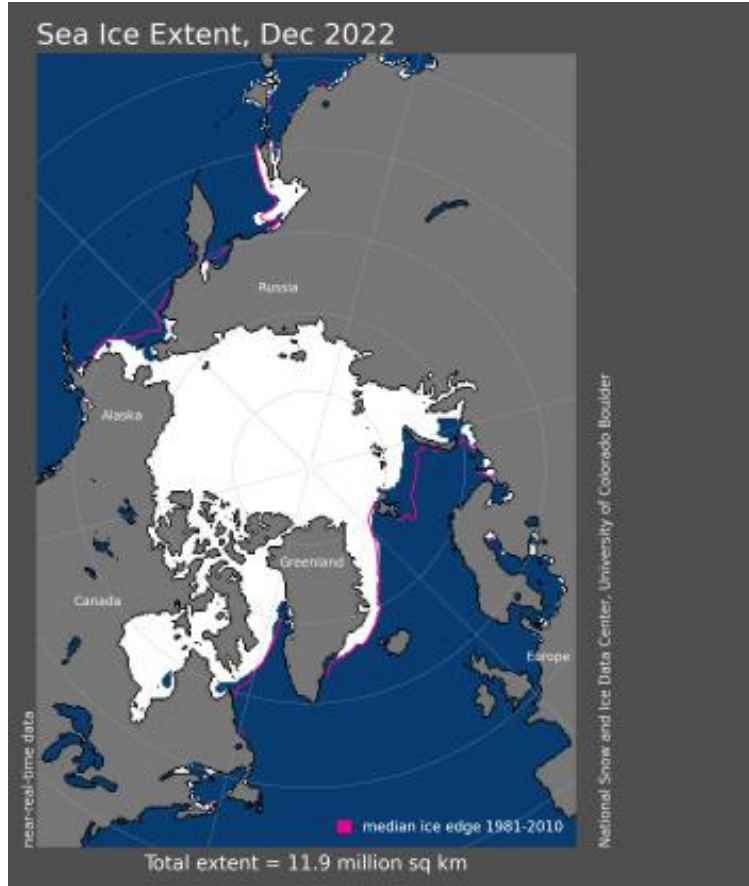 Sea Ice Extent, Dec 2022
Russia
Alaska
Greenland
Canada
Europe
near-real-time data
National Snow and Ice Data Center, University of Colorado Boulder
median ice edge 1981-2010
Total extent = 11.9 million sq km